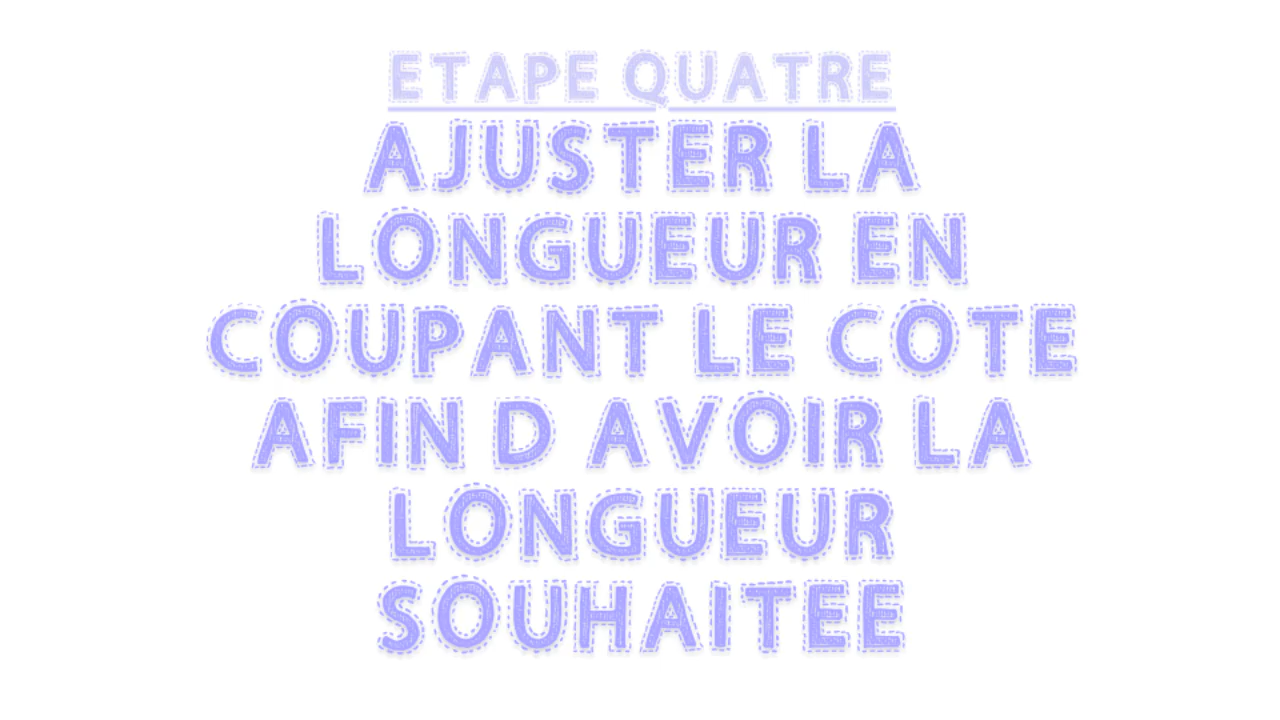 ETAPE QUATRE
AJUSTER LA
LONGUEUR EN
COUPANT LE COTE
AFIN D AVOIR LA
LONGUEUR
SOUHAITEE